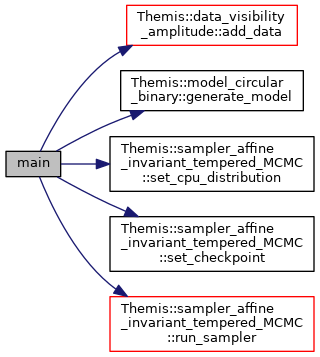 Themis::data_visibility
_amplitude::add_data
Themis::model_circular
_binary::generate_model
main
Themis::sampler_affine
_invariant_tempered_MCMC
::set_cpu_distribution
Themis::sampler_affine
_invariant_tempered_MCMC
::set_checkpoint
Themis::sampler_affine
_invariant_tempered_MCMC
::run_sampler